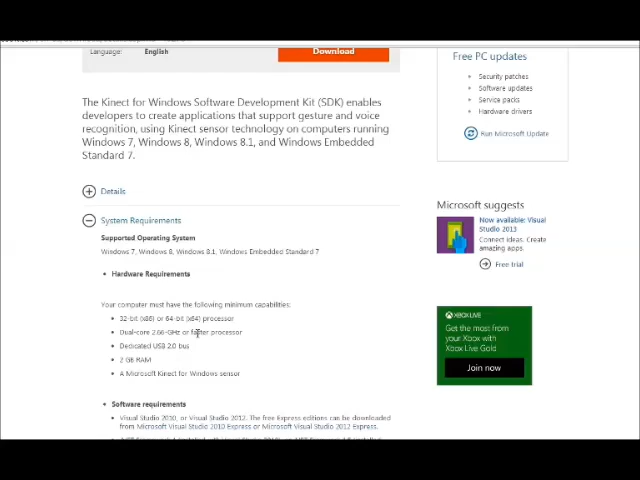 Language:
English
Download
The Kinect for Windows Software Development Kit (SDK) enables
developers to create applications that support gesture and voice
recognition, using Kinect sensor technology on computers running
Windows 7, Windows 8, Windows 8.1, and Windows Embedded
Standard 7.
Details
System Requirements
Supported Operating System
Windows 7, Windows 8, Windows 8.1, Windows Embedded Standard 7
Hardware Requirements
Your computer must have the following minimum capabilities:
32-bit (x86) or 64-bit (x64) processor
Dual-core 2.66-GHz or faster processor
Dedicated USB 2.0 bus
2 GB RAM
A Microsoft Kinect for Windows sensor
Software requirements
Visual Studio 2010, or Visual Studio 2012. The free Express editions can be downloaded
from Microsoft Visual Studio 2010 Express or Microsoft Visual Studio 2012 Express.
Free PC updates
Security patches
Software updates
Service packs
Hardware drivers
Run Microsoft Update
Microsoft suggests
Now available: Visual
Studio 2013
Connect ideas. Create
amazing apps.
Free trial
XBOX LIVE
Get the most from
your Xbox with
Xbox Live Gold
Join now